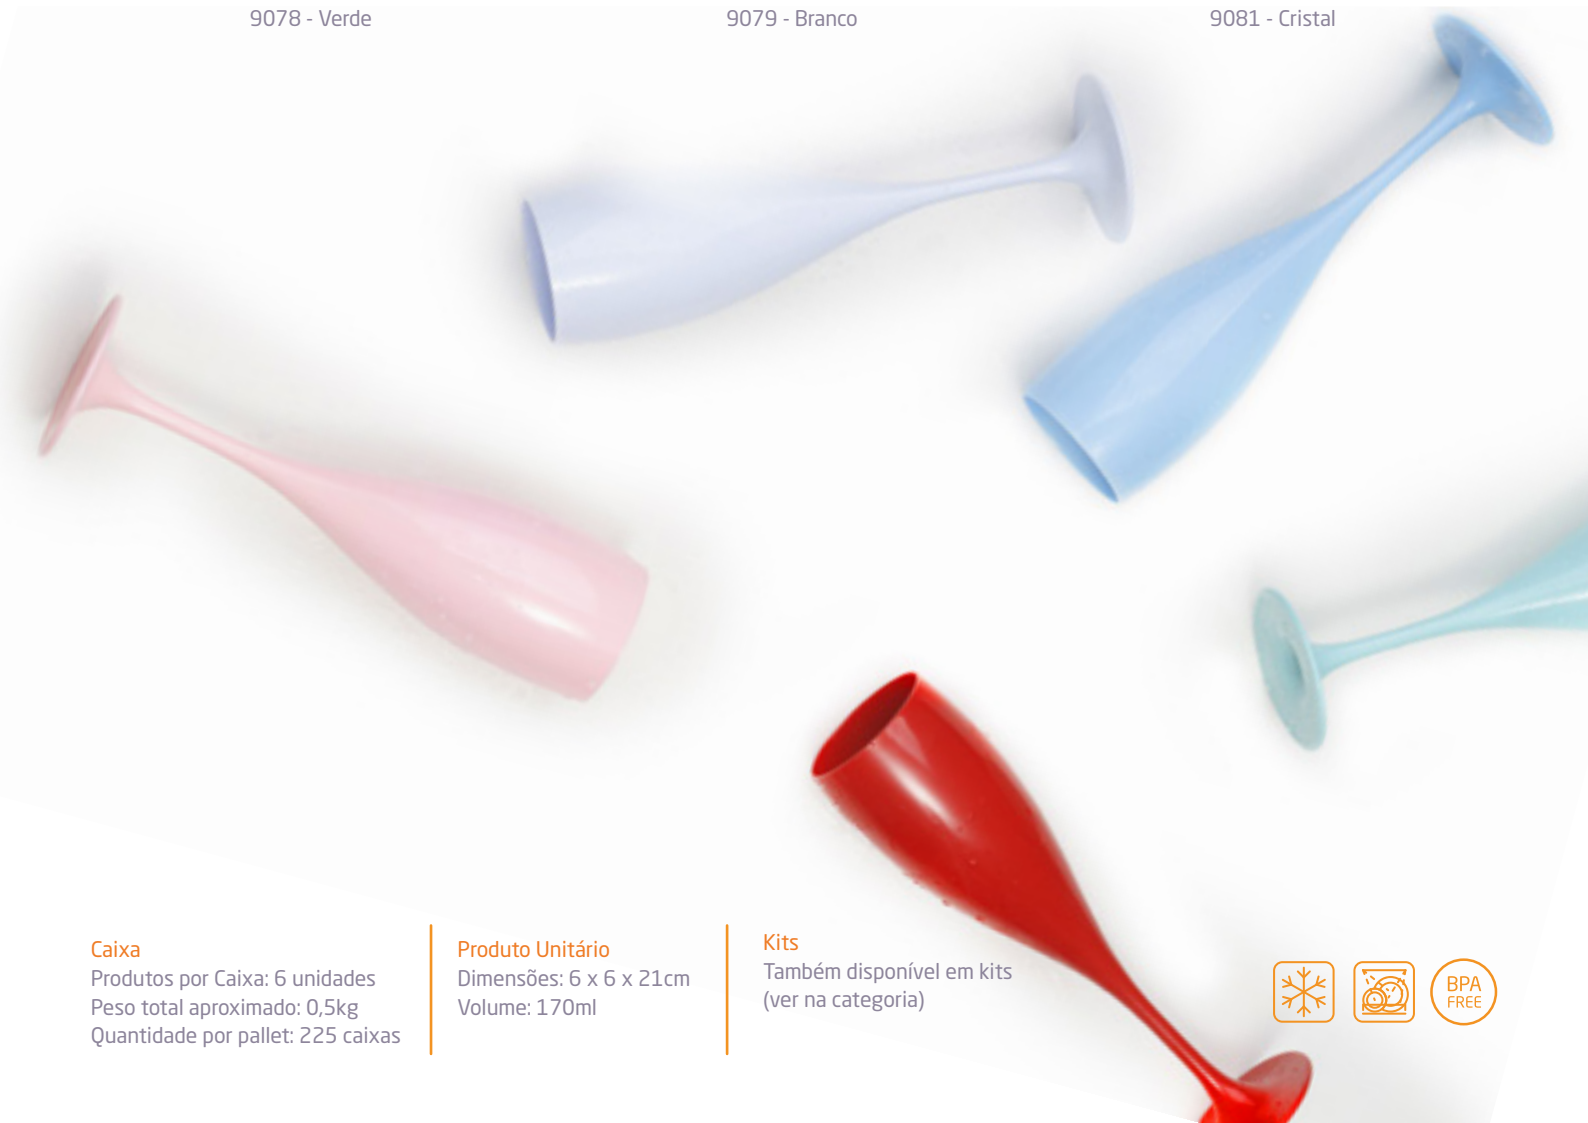 9078 - Verde
9079 - Branco
9081 - Cristal
Caixa
Produtos por Caixa: 6 unidades
Peso total aproximado: 0,5kg
Quantidade por pallet: 225 caixas
Produto Unitário
Dimensões: 6 x 6 x 21cm
Volume: 170ml
Kits
Também disponível em kits
(ver na categoria)
BPA
FREE